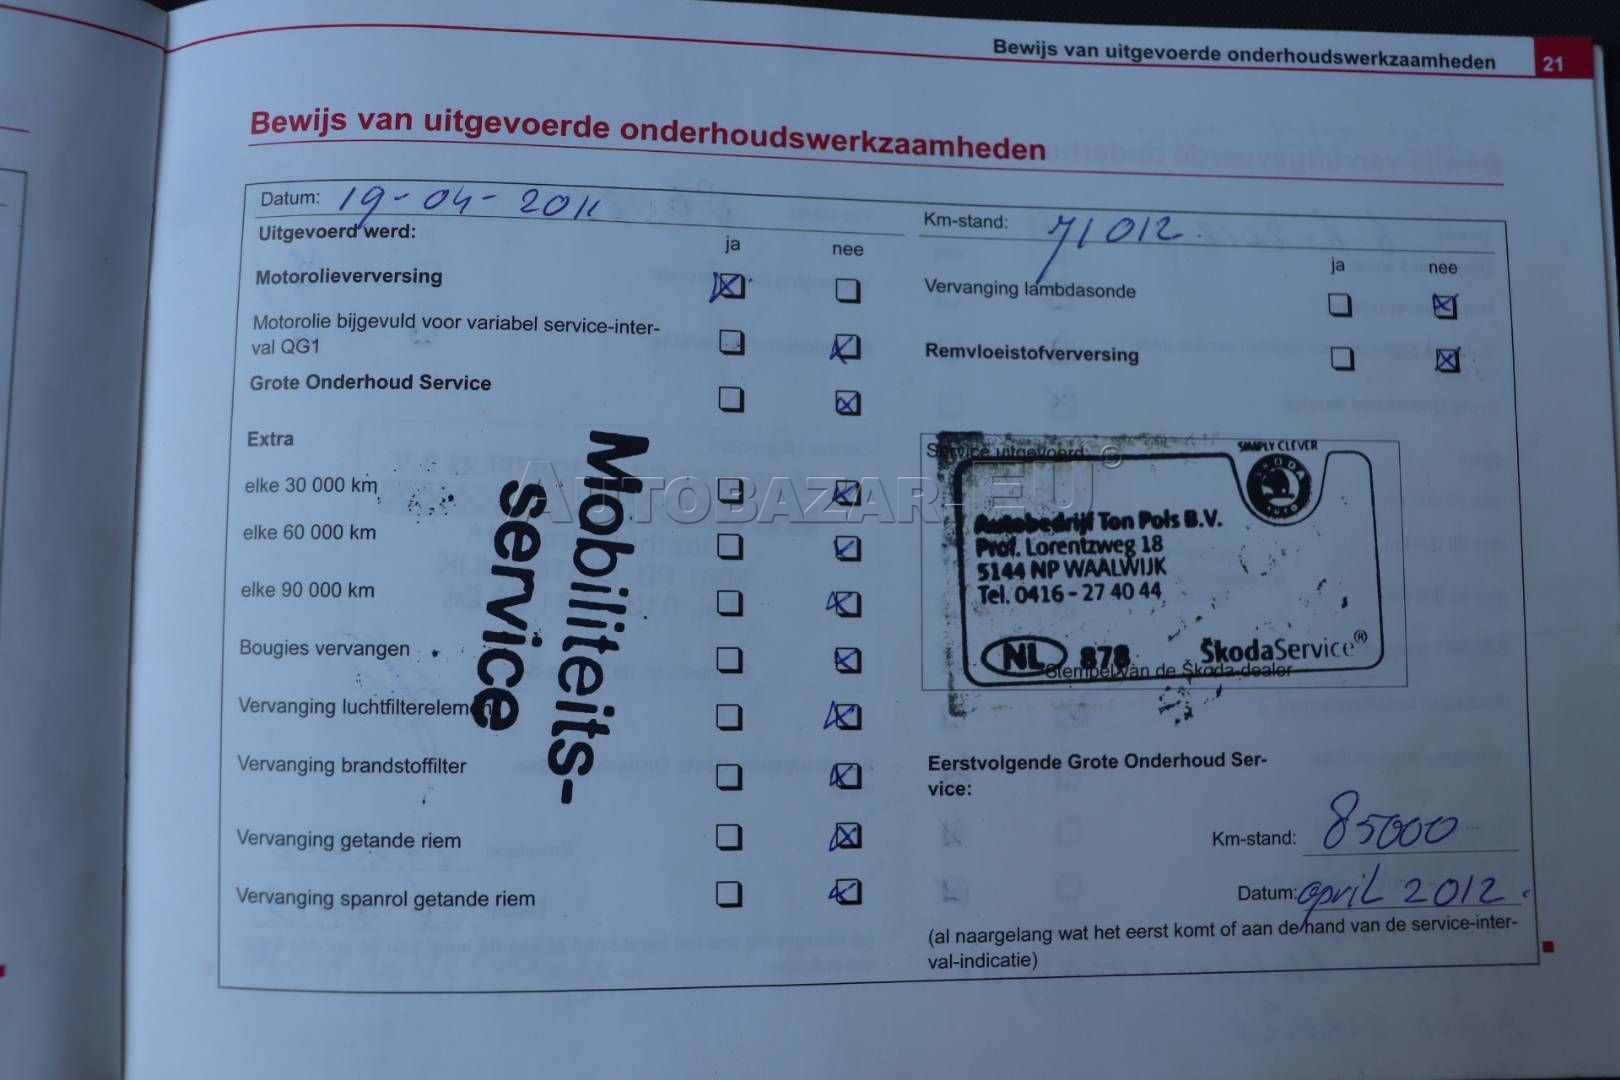 Bewijs van uitgevoerde onderhoudswerkzaamheden 21
Bewijs van uitgevoerde onderhoudswerkzaamheden
Datum: 19-04-2011
Km-stand: 71012
Uitgevoerd werd:
ja nee
ja nee
Motorolieverversing
Vervanging lambdasonde
Motorolie bijgevuld voor variabel service-inter-
val QG1
Remvloeistofverversing
Grote Onderhoud Service
Extra
elke 30 000 km
elke 60 000 km
elke 90 000 km
Bougies vervangen
Vervanging luchtfilterelement
Vervanging brandstoffilter
Vervanging getande riem
Vervanging spanrol getande riem
Mobiliteits-
service
AUTOBAZAR.EU ©
Service uitgevoerd:
SIMPLY CLEVER
SKODA
AUTO
Autobedrijf Ton Pols B.V.
Prof. Lorentzweg 18
5144 NP WAALWIJK
Tel. 0416 - 27 40 44
NL 878 ŠkodaService®
Stempel van de Škoda-dealer
Eerstvolgende Grote Onderhoud Ser-
vice:
Km-stand: 85000
Datum: april 2012
(al naargelang wat het eerst komt of aan de hand van de service-inter-
val-indicatie)